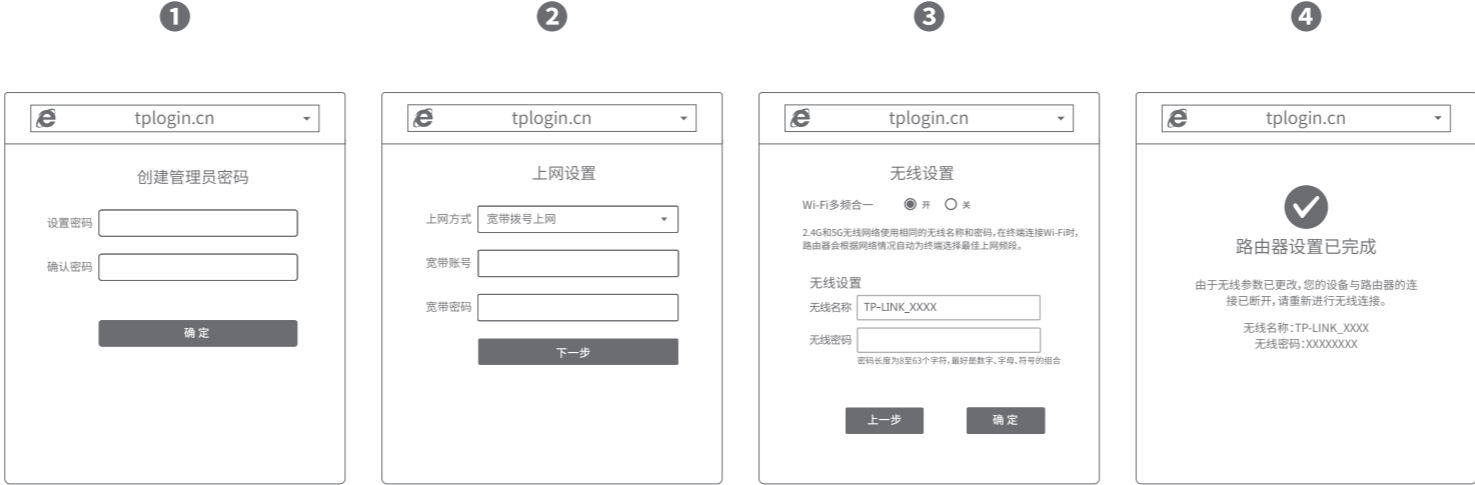 1
2
3
4
tplogin.cn
创建管理员密码
设置密码
确认密码
确定
tplogin.cn
上网设置
上网方式 宽带拨号上网
宽带账号
宽带密码
下一步
tplogin.cn
无线设置
Wi-Fi多频合一 开 关
2.4G和5G无线网络使用相同的无线名称和密码,在终端连接Wi-Fi时,
路由器会根据网络情况自动为终端选择最佳上网频段。
无线设置
无线名称 TP-LINK_XXXX
无线密码
密码长度为8至63个字符,最好是数字、字母、符号的组合
上一步 确定
tplogin.cn
路由器设置已完成
由于无线参数已更改,您的设备与路由器的连
接已断开,请重新进行无线连接。
无线名称:TP-LINK_XXXX
无线密码:XXXXXXXX